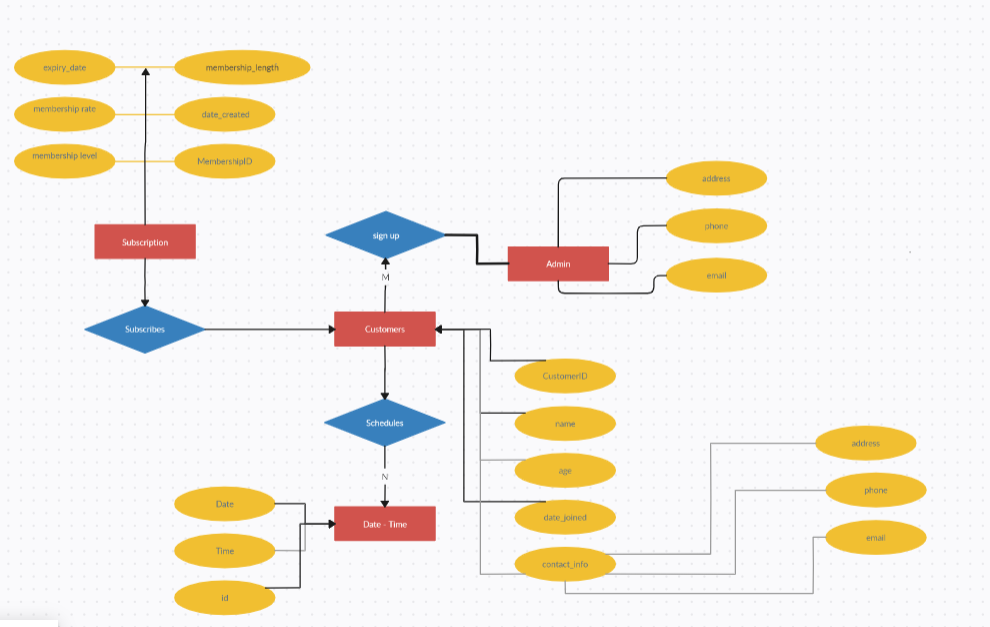 expiry_date
membership_length
membership rate
date_created
membership level
MembershipID
address
phone
email
Subscription
sign up
Admin
M
Subscribes
Customers
CustomerID
name
age
date_joined
contact_info
Schedules
N
Date
Time
id
Date - Time
address
phone
email